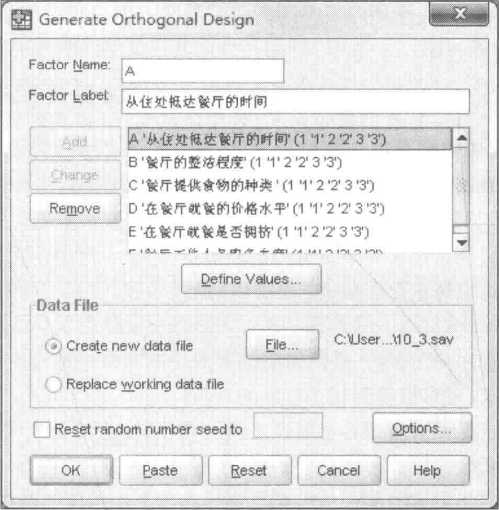 Generate Orthogonal Design
Factor Name:
A
Factor Label:
从住处抵达餐厅的时间
Add
Change
Remove
A '从住处抵达餐厅的时间' (1 '1' 2 '2' 3 '3')
B '餐厅的整洁程度' (1 '1' 2 '2' 3 '3')
C '餐厅提供食物的种类 ' (1 '1' 2 '2' 3 '3')
D '在餐厅就餐的价格水平' (1 '1' 2 '2' 3 '3')
E '在餐厅就餐是否拥挤' (1 '1' 2 '2' 3 '3')
Define Values...
Data File
Create new data file
File...
C:\User...\10_3.sav
Replace working data file
Reset random number seed to
Options...
OK
Paste
Reset
Cancel
Help